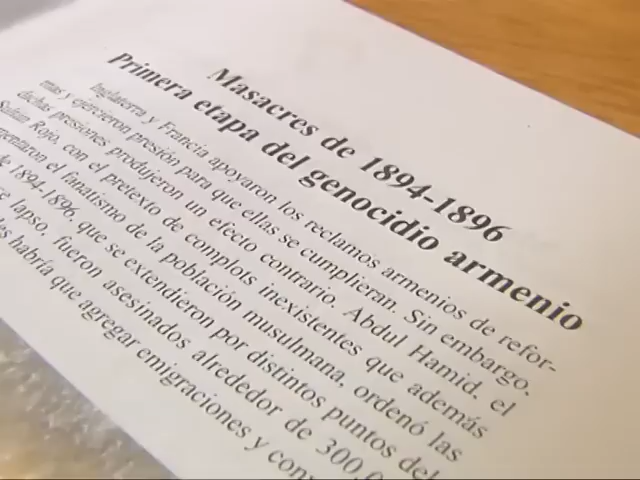 Masacres de 1894-1896
Primera etapa del genocidio armenio
Inglaterra y Francia apoyaron los reclamos armenios de refor-
mas y ejercieron presión para que ellas se cumplieran. Sin embargo,
dichas presiones produjeron un efecto contrario. Abdul Hamid, el
Sultán Rojo, con el pretexto de complots inexistentes que además
mentaron el fanatismo de la población musulmana, ordenó las
de 1894-1896, que se extendieron por distintos puntos del
lapso, fueron asesinados alrededor de 300.
habría que agregar emigraciones y